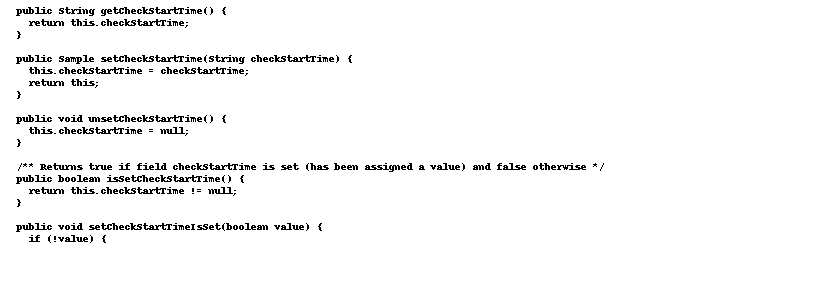 public String getCheckStartTime() {
  return this.checkStartTime;
}

public Sample setCheckStartTime(String checkStartTime) {
  this.checkStartTime = checkStartTime;
  return this;
}

public void unsetCheckStartTime() {
  this.checkStartTime = null;
}

/** Returns true if field checkStartTime is set (has been assigned a value) and false otherwise */
public boolean isSetCheckStartTime() {
  return this.checkStartTime != null;
}

public void setCheckStartTimeIsSet(boolean value) {
  if (!value) {